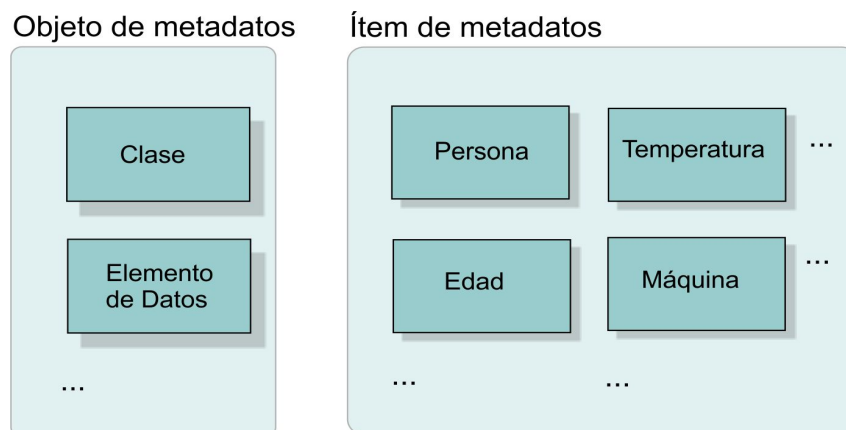 Objeto de metadatos
Clase
Elemento
de Datos
...
Ítem de metadatos
Persona
Temperatura
...
Edad
Máquina
...
...
...